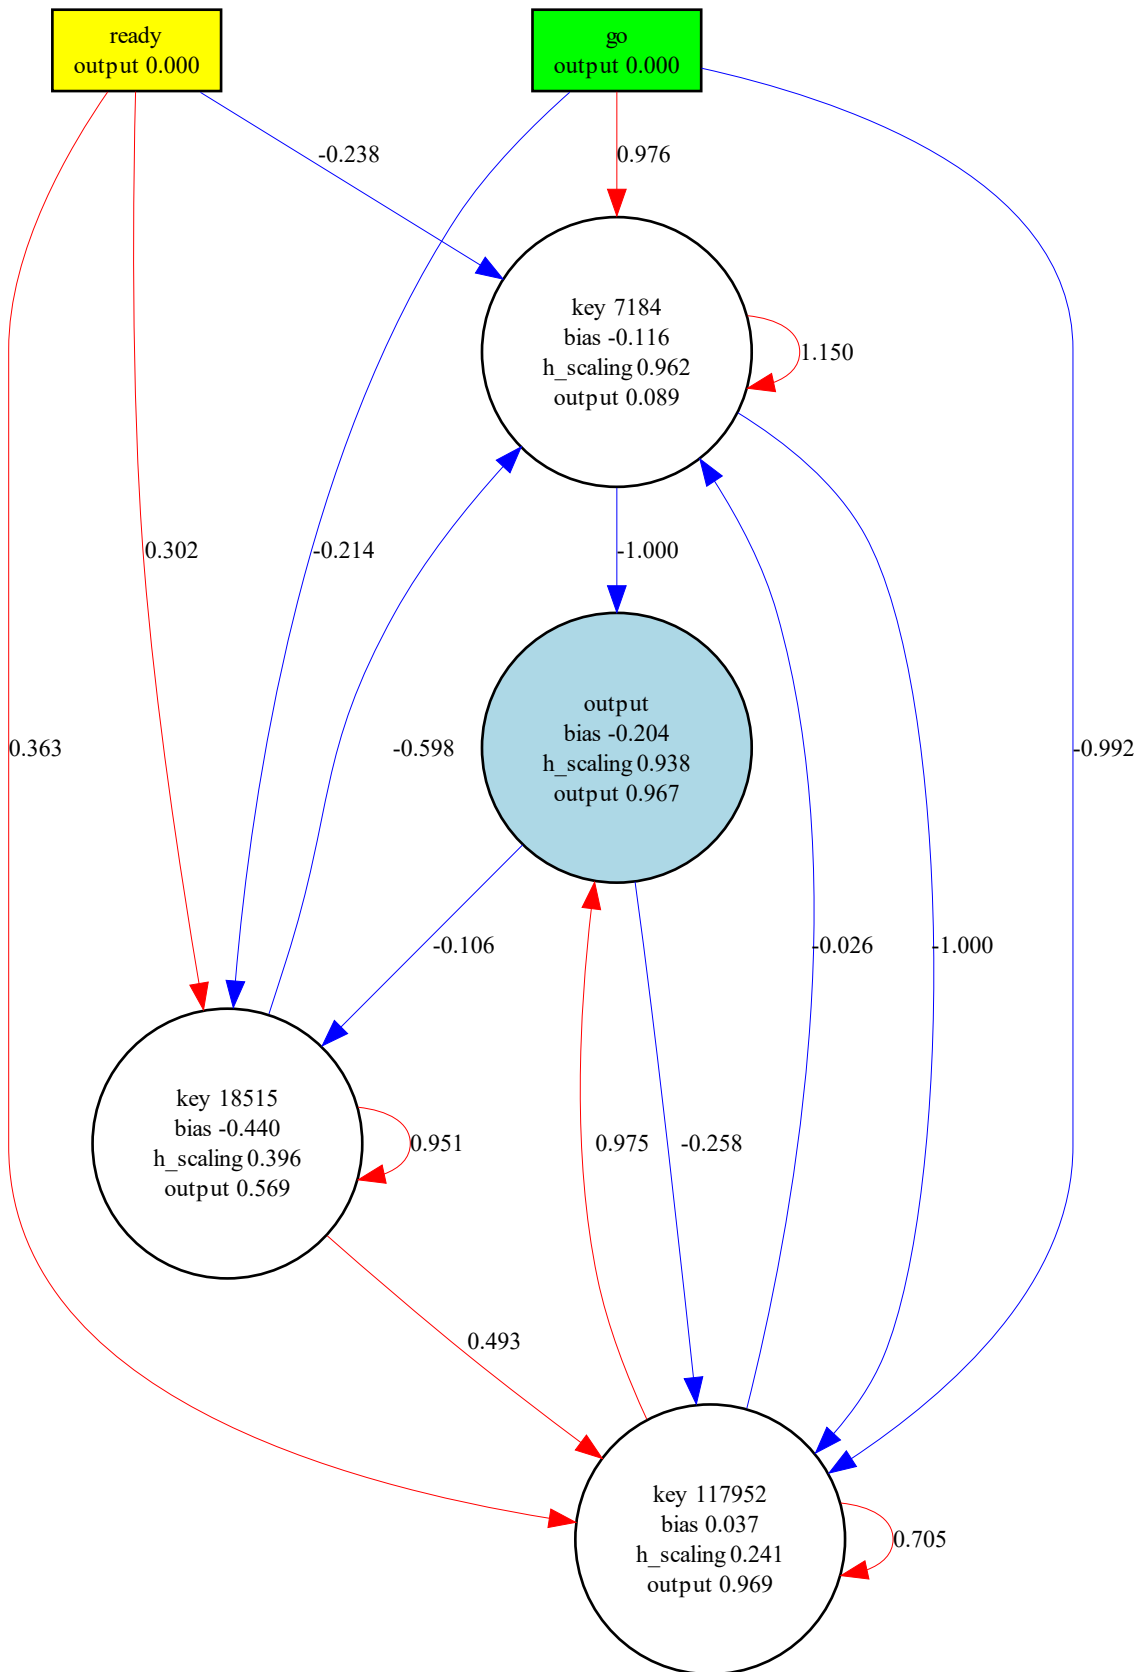 ready
output 0.000
go
output 0.000
-0.238
0.976
key 7184
bias -0.116
h_scaling 0.962
output 0.089
1.150
0.302
-0.214
-1.000
output
bias -0.204
h_scaling 0.938
output 0.967
0.363
-0.598
-0.992
-0.106
-0.026
-1.000
key 18515
bias -0.440
h_scaling 0.396
output 0.569
0.951
0.975
-0.258
0.493
key 117952
bias 0.037
h_scaling 0.241
output 0.969
0.705